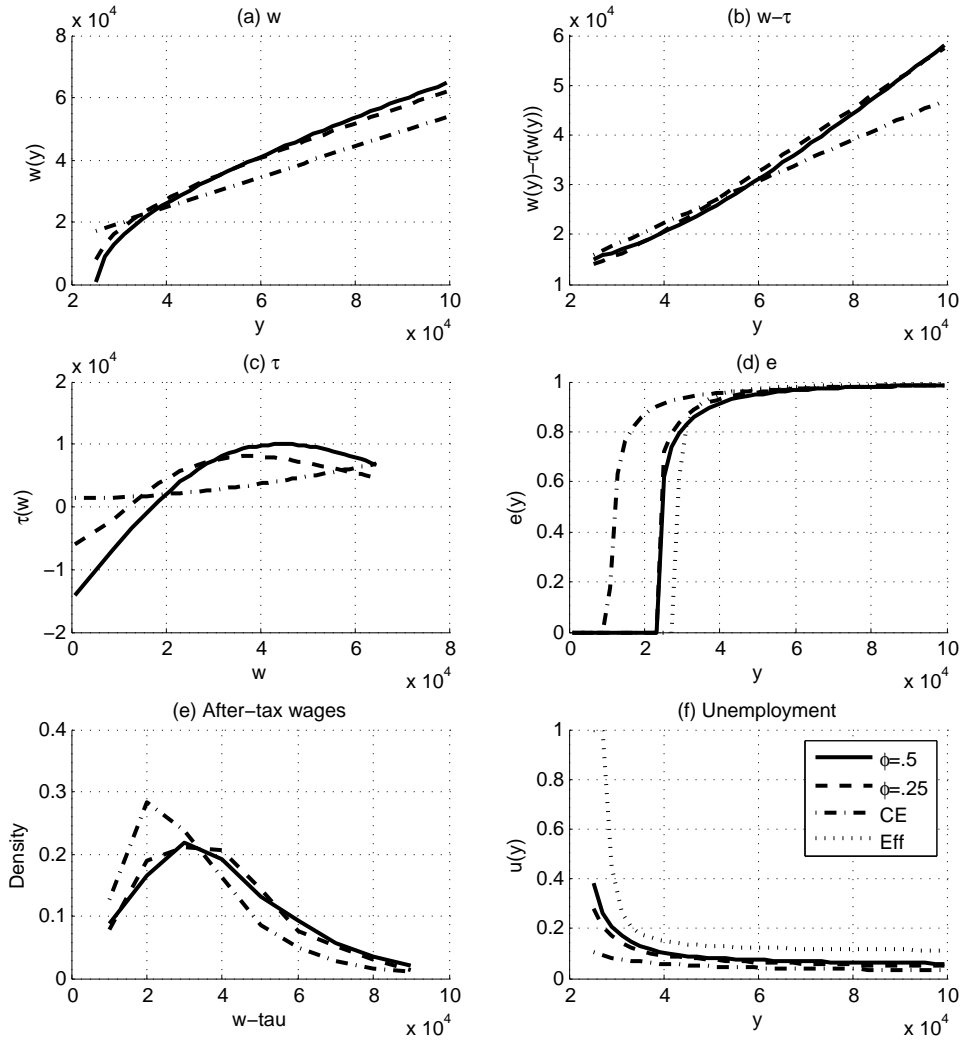 (a) w
x 10^4
8
6
4
2
0
w(y)
2 4 6 8 10
y
x 10^4
(b) w−τ
x 10^4
6
5
4
3
2
1
w(y)−τ(w(y))
2 4 6 8 10
y
x 10^4
(c) τ
x 10^4
2
1
0
−1
−2
τ(w)
0 2 4 6 8
w
x 10^4
(d) e
1
0.8
0.6
0.4
0.2
0
e(y)
0 2 4 6 8 10
y
x 10^4
(e) After−tax wages
0.4
0.3
0.2
0.1
0
Density
0 2 4 6 8 10
w−tau
x 10^4
(f) Unemployment
1
0.8
0.6
0.4
0.2
0
u(y)
2 4 6 8 10
y
x 10^4
ϕ=.5
ϕ=.25
CE
Eff